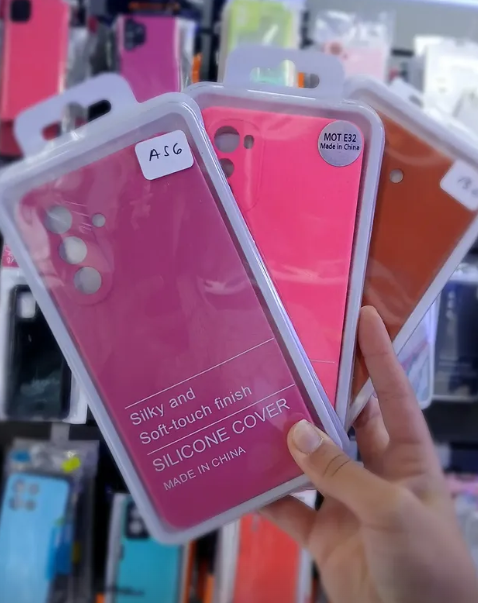 A56
MOT E32
Made in China
Silky and
Soft-touch finish
SILICONE COVER
MADE IN CHINA